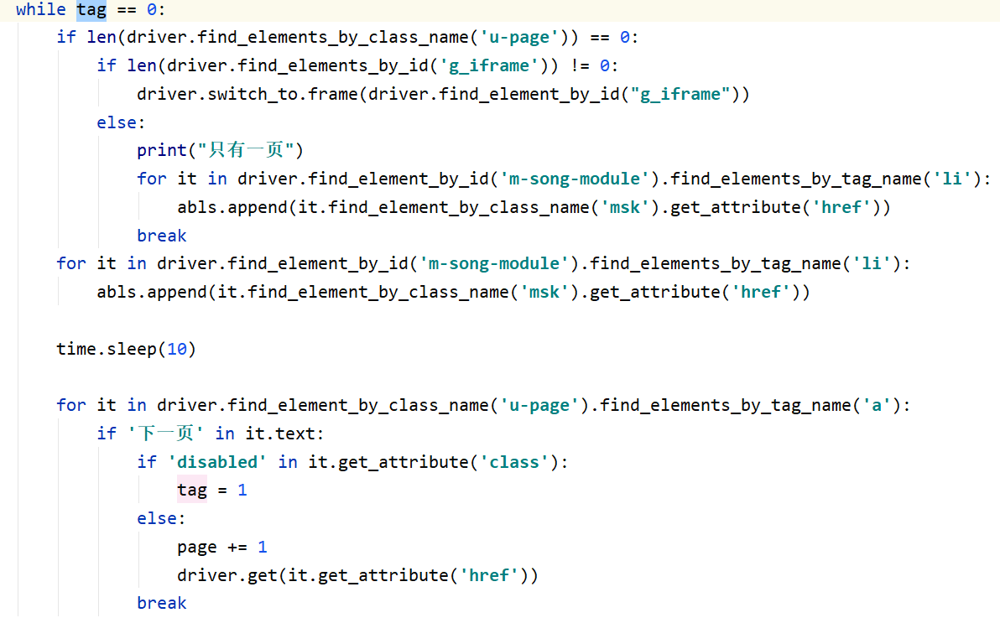 while tag == 0:
    if len(driver.find_elements_by_class_name('u-page')) == 0:
        if len(driver.find_elements_by_id('g_iframe')) != 0:
            driver.switch_to.frame(driver.find_element_by_id("g_iframe"))
        else:
            print("只有一页")
            for it in driver.find_element_by_id('m-song-module').find_elements_by_tag_name('li'):
                abls.append(it.find_element_by_class_name('msk').get_attribute('href'))
            break
    for it in driver.find_element_by_id('m-song-module').find_elements_by_tag_name('li'):
        abls.append(it.find_element_by_class_name('msk').get_attribute('href'))

    time.sleep(10)

    for it in driver.find_element_by_class_name('u-page').find_elements_by_tag_name('a'):
        if '下一页' in it.text:
            if 'disabled' in it.get_attribute('class'):
                tag = 1
            else:
                page += 1
                driver.get(it.get_attribute('href'))
            break